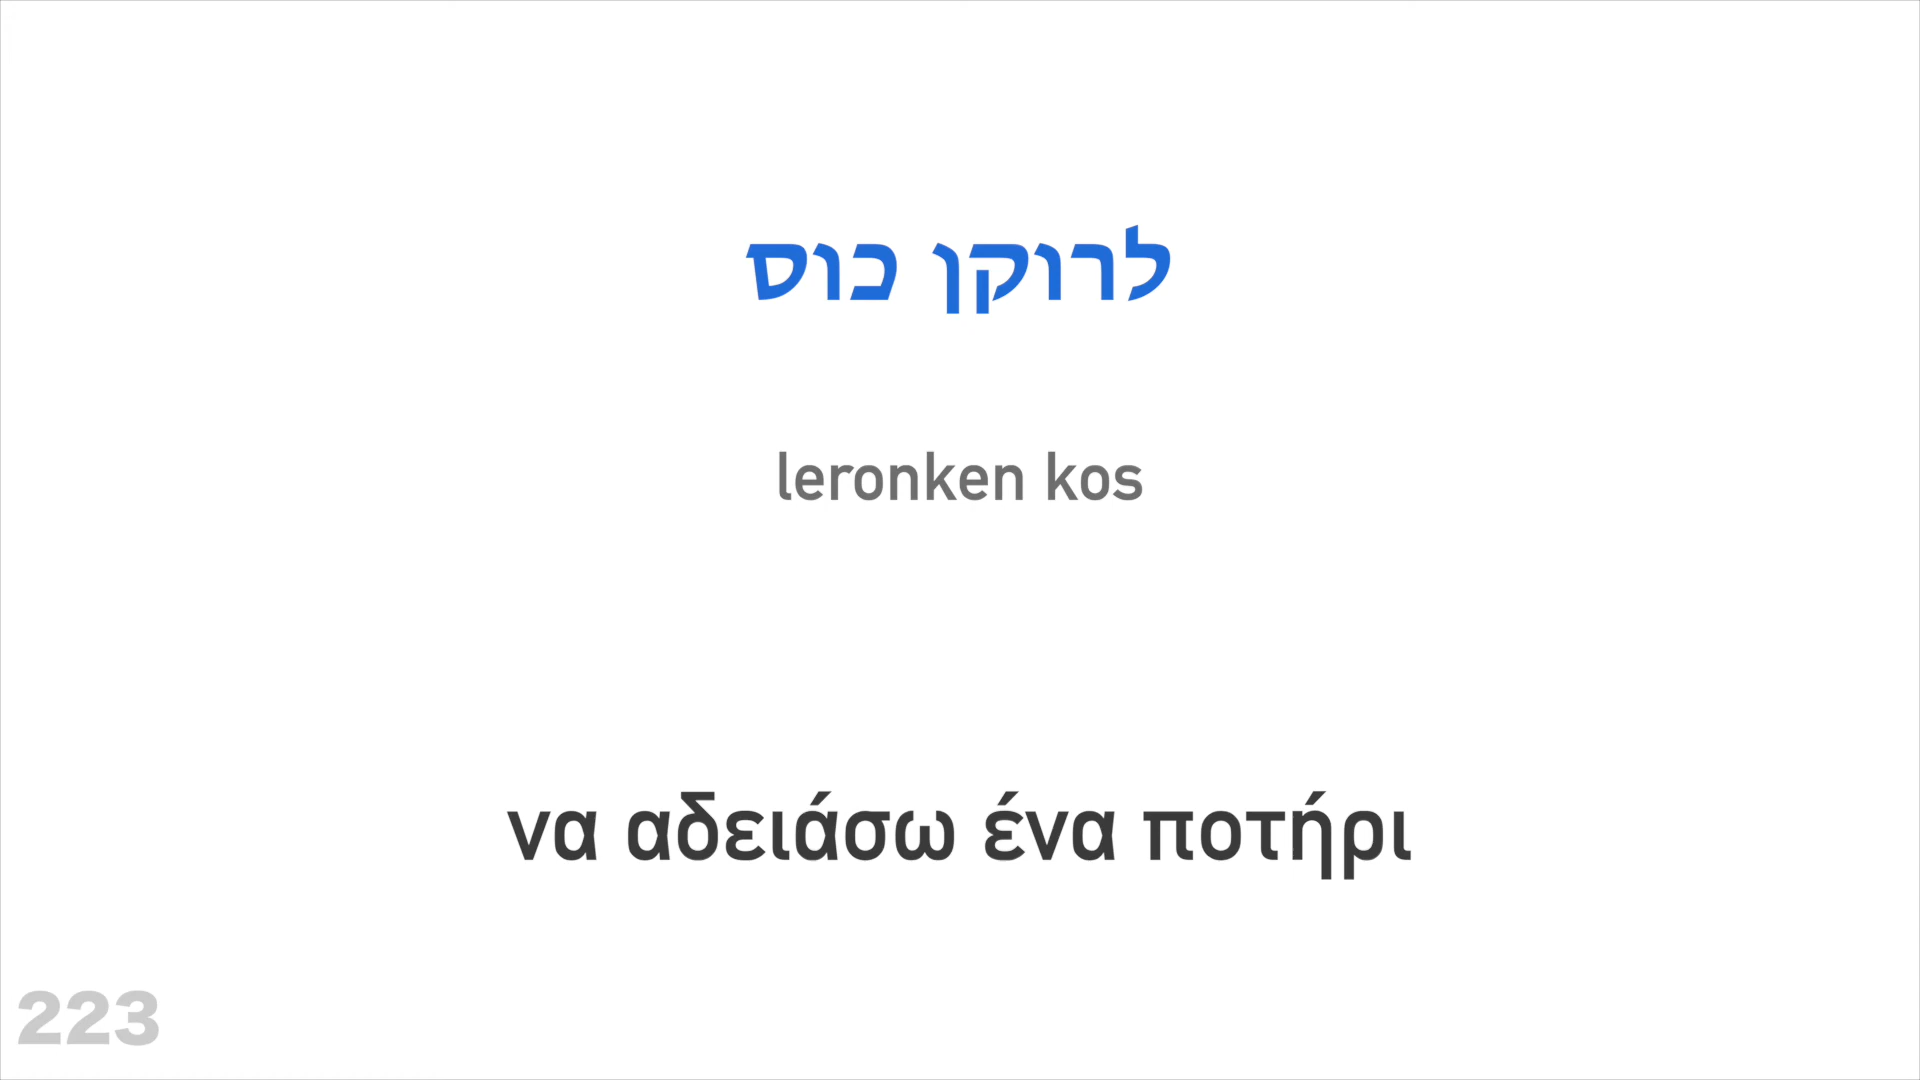 לרוקן כוס
leronken kos
να αδειάσω ένα ποτήρι
223